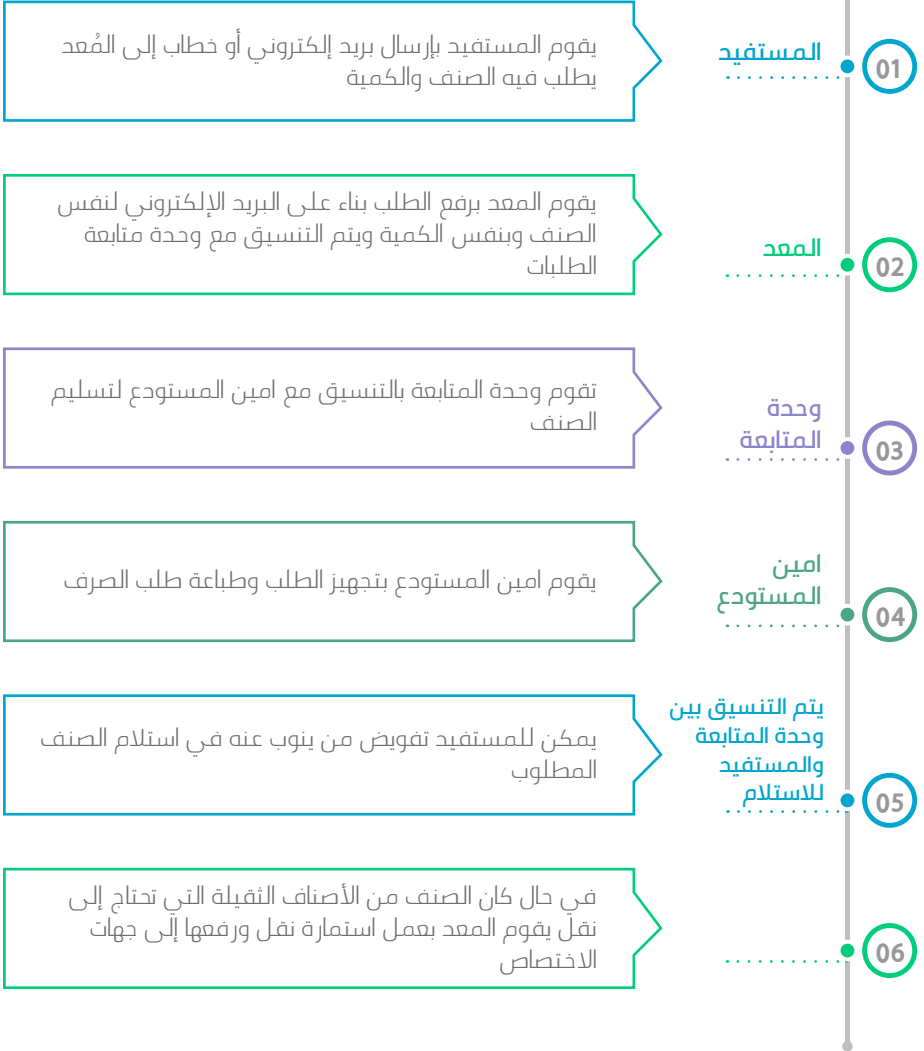 01
المستفيد
يقوم المستفيد بإرسال بريد إلكتروني أو خطاب إلى المُعد
يطلب فيه الصنف والكمية
02
المعد
يقوم المعد برفع الطلب بناء على البريد الإلكتروني لنفس
الصنف وبنفس الكمية ويتم التنسيق مع وحدة متابعة
الطلبات
03
وحدة
المتابعة
تقوم وحدة المتابعة بالتنسيق مع امين المستودع لتسليم
الصنف
04
امين
المستودع
يقوم امين المستودع بتجهيز الطلب وطباعة طلب الصرف
05
يتم التنسيق بين
وحدة المتابعة
والمستفيد
للاستلام
يمكن للمستفيد تفويض من ينوب عنه في استلام الصنف
المطلوب
06
في حال كان الصنف من الأصناف الثقيلة التي تحتاج إلى
نقل يقوم المعد بعمل استمارة نقل ورفعها إلى جهات
الاختصاص